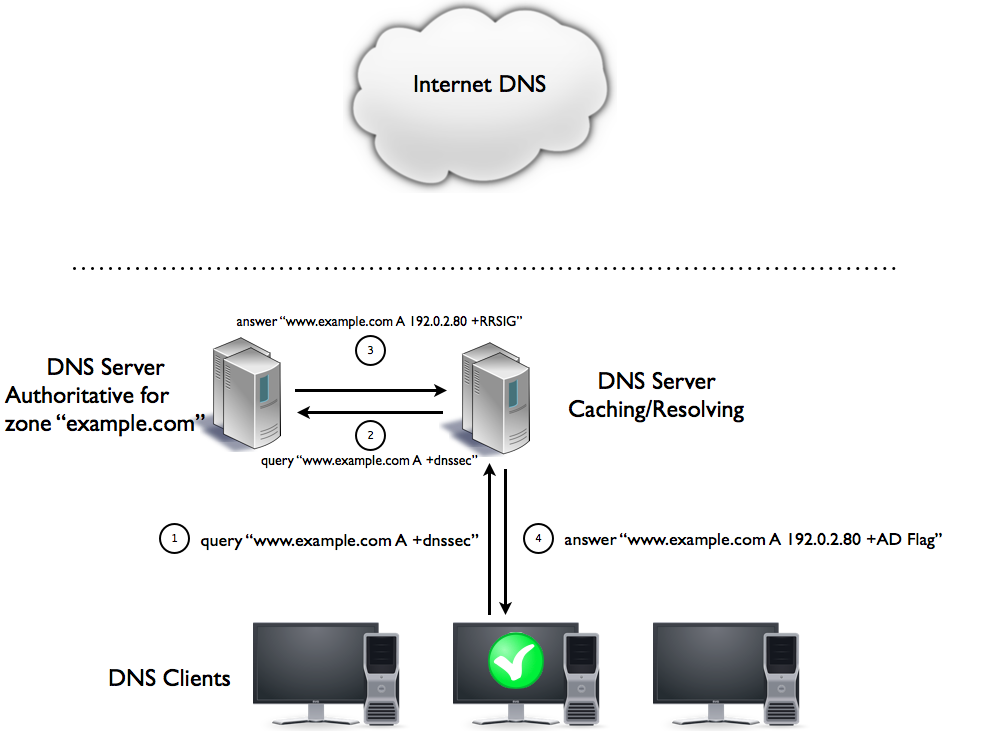 Internet DNS
answer “www.example.com A 192.0.2.80 +RRSIG”
3
DNS Server
Authoritative for
zone “example.com”
DNS Server
Caching/Resolving
2
query “www.example.com A +dnssec”
1
query “www.example.com A +dnssec”
4
answer “www.example.com A 192.0.2.80 +AD Flag”
DNS Clients